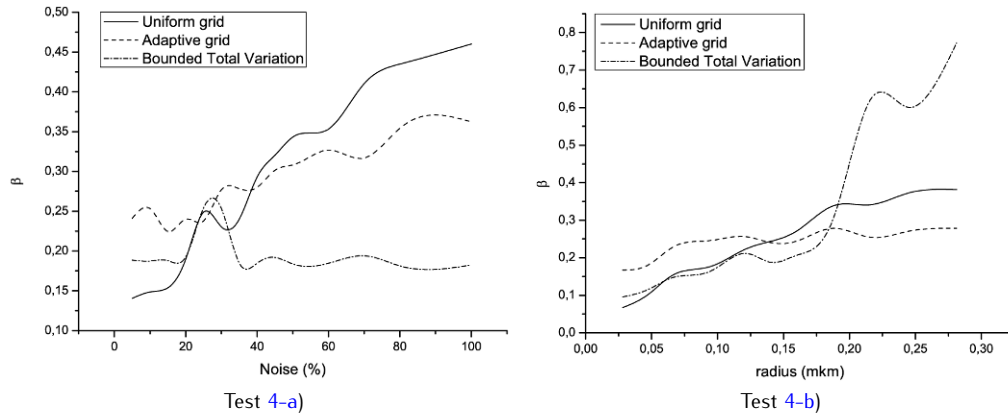 0,50
0,45
0,40
0,35
0,30
0,25
0,20
0,15
0,10
β
Uniform grid
Adaptive grid
Bounded Total Variation
0 20 40 60 80 100
Noise (%)
Test 4-a)
0,8
0,7
0,6
0,5
0,4
0,3
0,2
0,1
0,0
β
Uniform grid
Adaptive grid
Bounded Total Variation
0,00 0,05 0,10 0,15 0,20 0,25 0,30
radius (mkm)
Test 4-b)